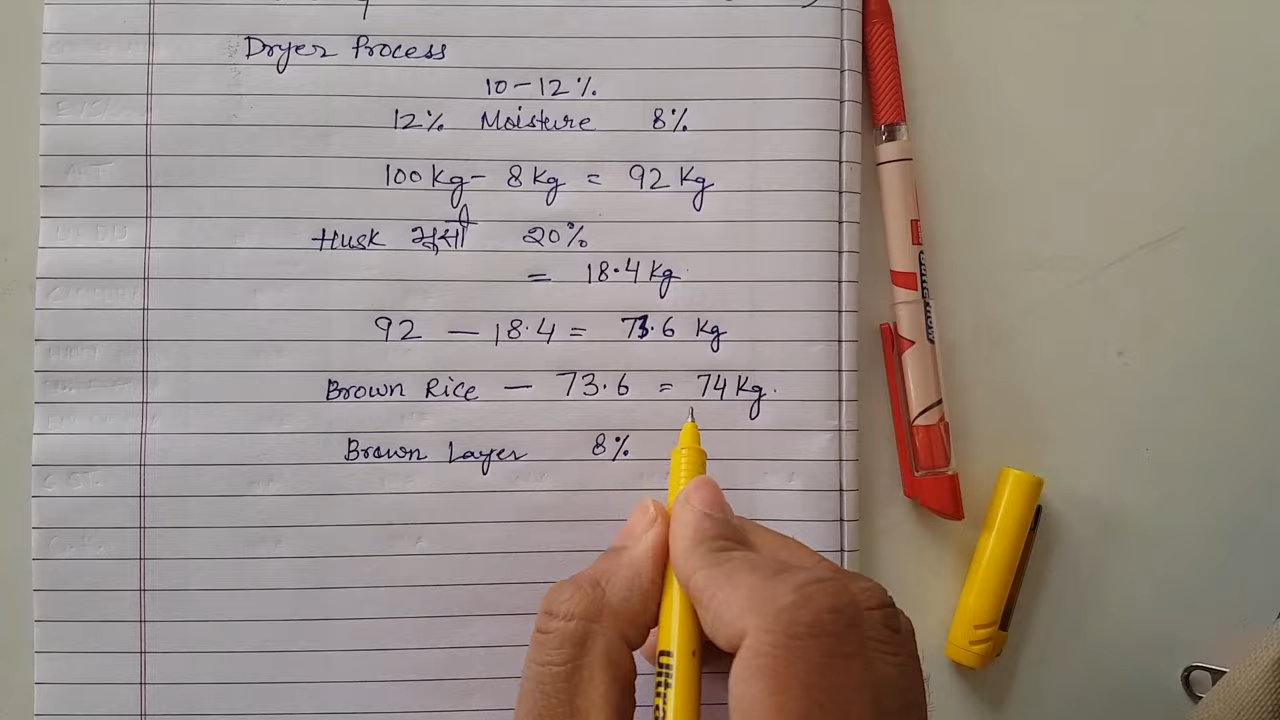 Dryer Process
10-12%
12% Moisture 8%
100 Kg - 8 Kg = 92 Kg
Husk भूसी 20%
= 18.4 Kg
92 - 18.4 = 73.6 Kg
Brown Rice - 73.6 = 74 Kg.
Brown Layer 8%